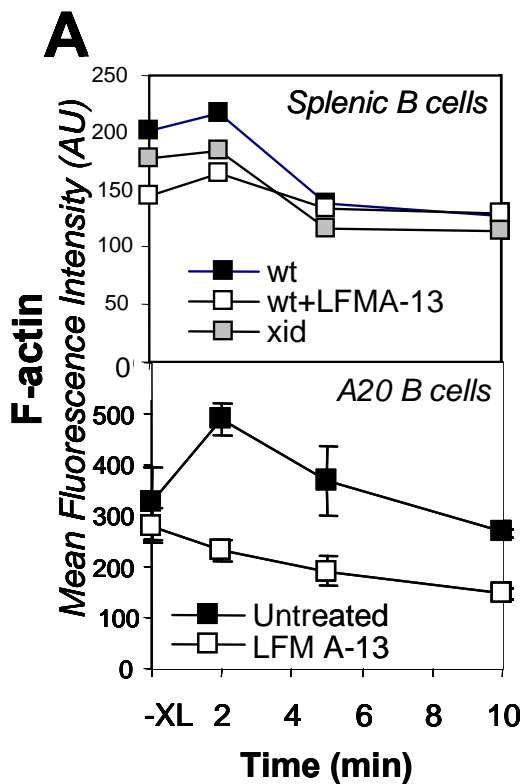 A
F-actin
Mean Fluorescence Intensity (AU)
250
200
150
100
50
0
Splenic B cells
wt
wt+LFMA-13
xid
500
400
300
200
100
0
A20 B cells
Untreated
LFM A-13
-XL 2 4 6 8 10
Time (min)